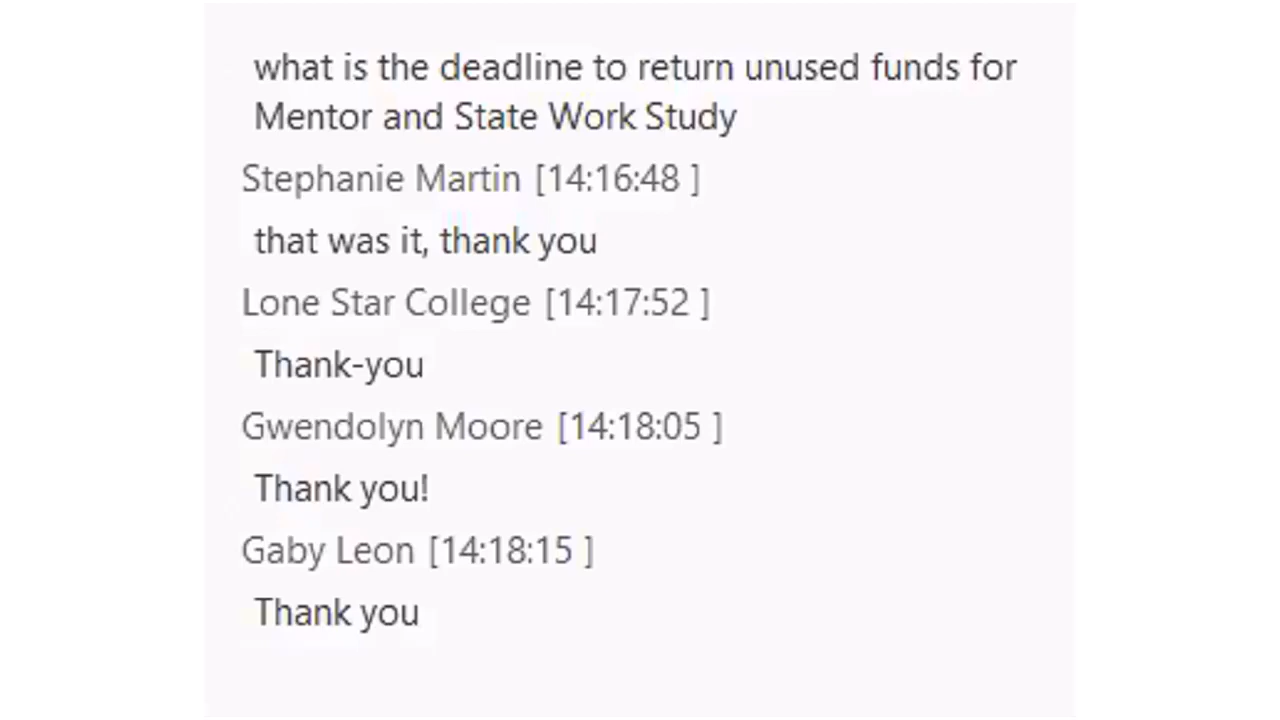 what is the deadline to return unused funds for
Mentor and State Work Study
Stephanie Martin [14:16:48 ]
that was it, thank you
Lone Star College [14:17:52 ]
Thank-you
Gwendolyn Moore [14:18:05 ]
Thank you!
Gaby Leon [14:18:15 ]
Thank you